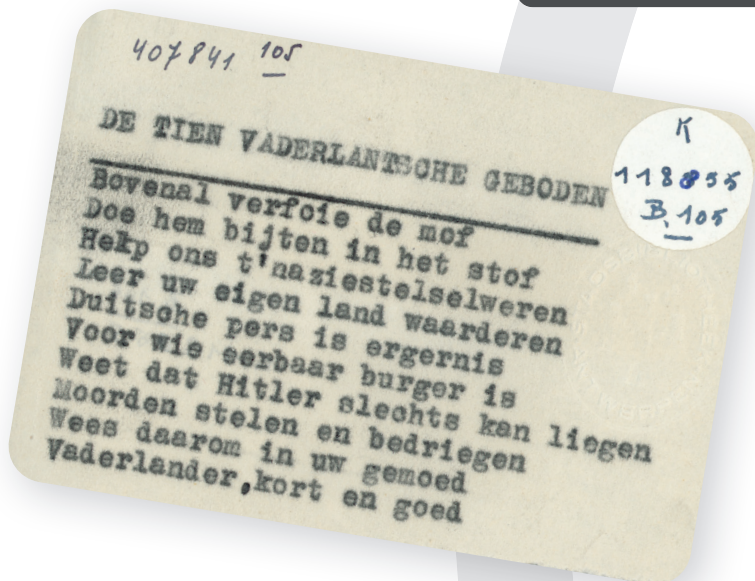 407841 105
DE TIEN VADERLANTSCHE GEBODEN
Bovenal verfoie de mof
Doe hem bijten in het stof
Help ons t'naziestelselweren
Leer uw eigen land waarderen
Duitsche pers is ergernis
Voor wie eerbaar burger is
Weet dat Hitler slechts kan liegen
Moorden stelen en bedriegen
Wees daarom in uw gemoed
Vaderlander,kort en goed
K
118855
B.105